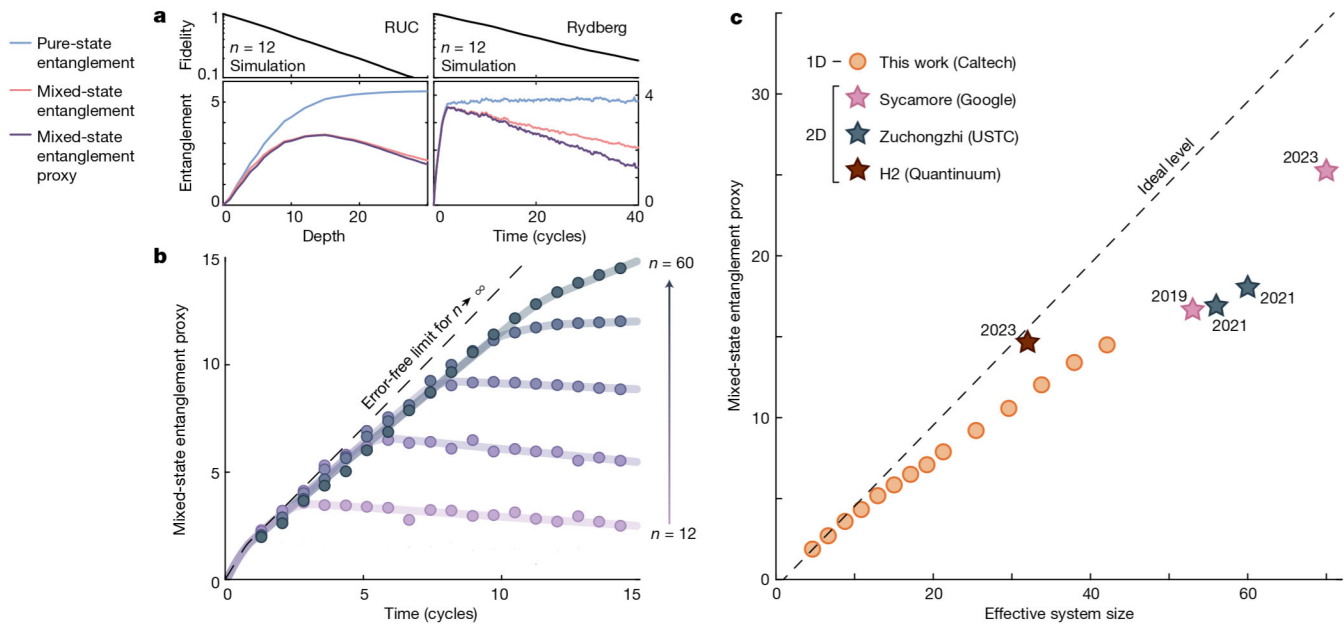 Pure-state
entanglement
Mixed-state
entanglement
Mixed-state
entanglement
proxy
a
Fidelity
1
0.1
RUC
n = 12
Simulation
Rydberg
n = 12
Simulation
Entanglement
5
0
0
10
20
Depth
4
0
0
20
40
Time (cycles)
b
Mixed-state entanglement proxy
15
10
5
0
0
5
10
15
Time (cycles)
Error-free limit for n → ∞
n = 60
n = 12
c
Mixed-state entanglement proxy
30
20
10
0
20
40
60
Effective system size
1D
This work (Caltech)
2D
Sycamore (Google)
Zuchongzhi (USTC)
H2 (Quantinuum)
Ideal level
2023
2023
2019
2021
2021